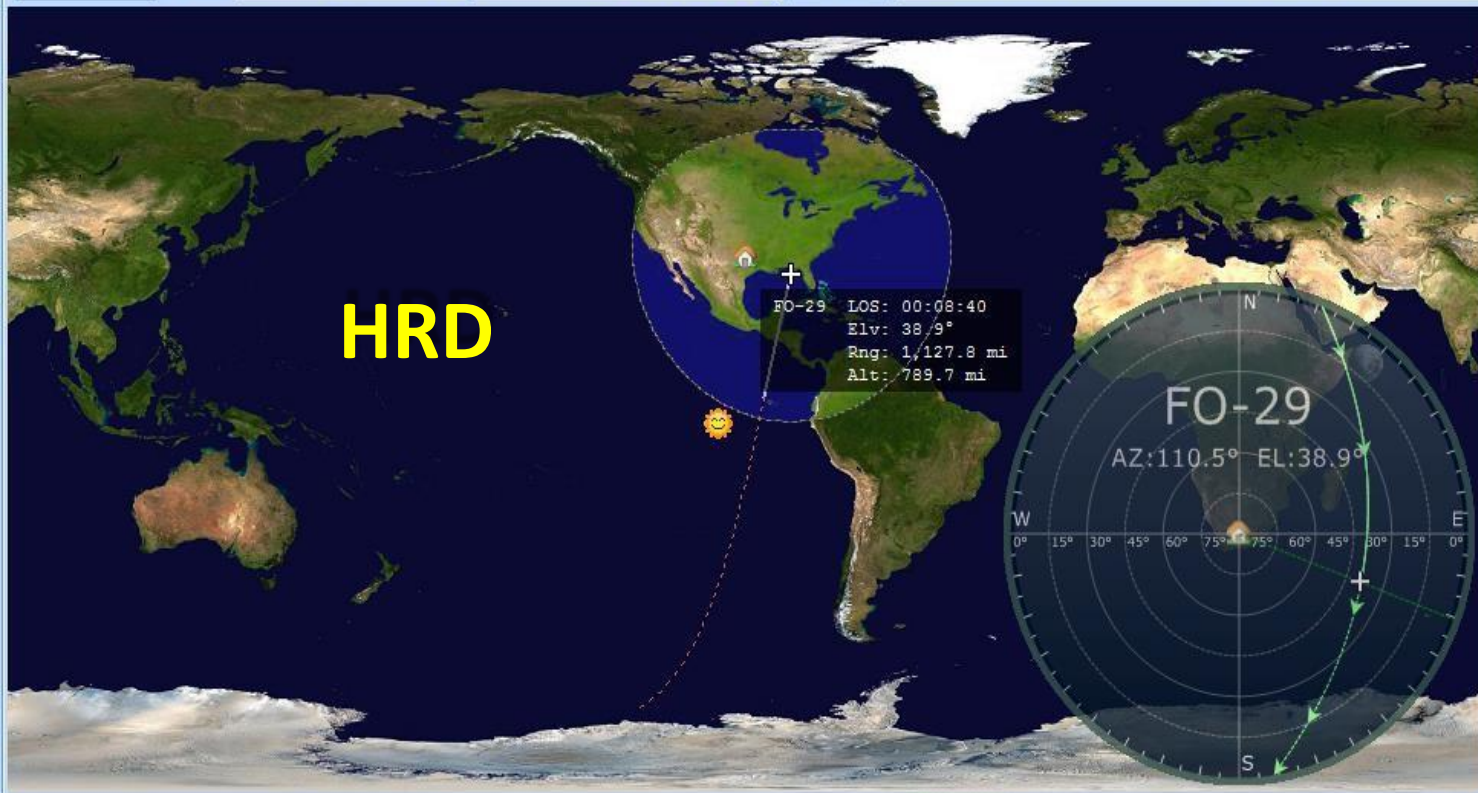 HRD
FO-29 LOS: 00:08:40
Elv: 38.9°
Rng: 1,127.8 mi
Alt: 789.7 mi
N
FO-29
AZ:110.5° EL:38.9°
W E
0° 15° 30° 45° 60° 75° 75° 60° 45° 30° 15° 0°
S